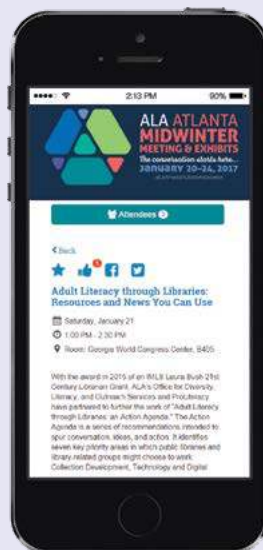 2:13 PM 90%
ALA ATLANTA
MIDWINTER
MEETING & EXHIBITS
The conversation starts here...
JANUARY 20-24, 2017
Attendees
Back
1
Adult Literacy through Libraries:
Resources and News You Can Use
Saturday, January 21
1:00 PM - 2:30 PM
Room: Georgia World Congress Center, B405
With the award in 2015 of an IMLS Laura Bush 21st
Century Librarian Grant, ALA's Office for Diversity,
Literacy, and Outreach Services and ProLiteracy
have partnered to further the work of "Adult Literacy
through Libraries: an Action Agenda." The Action
Agenda is a series of recommendations intended to
spur conversation, ideas, and action. It identifies
seven key priority areas in which public libraries and
library-related groups might choose to work:
Collection Development, Technology and Digital